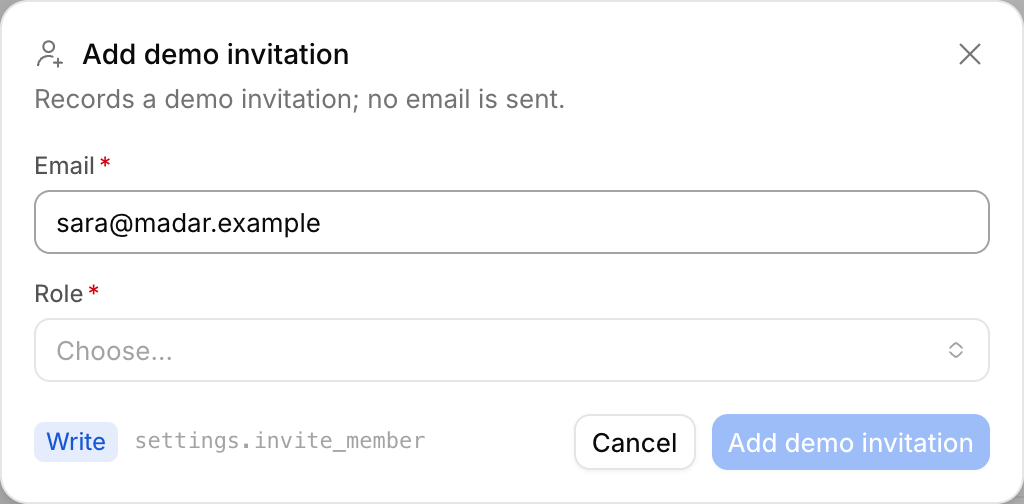 Add demo invitation
Records a demo invitation; no email is sent.
Email *
sara@madar.example
Role *
Choose...
Write settings.invite_member Cancel Add demo invitation